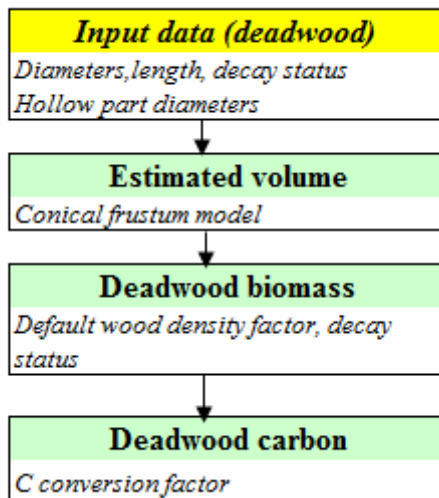 Input data (deadwood)
Diameters,length, decay status
Hollow part diameters
Estimated volume
Conical frustum model
Deadwood biomass
Default wood density factor, decay
status
Deadwood carbon
C conversion factor